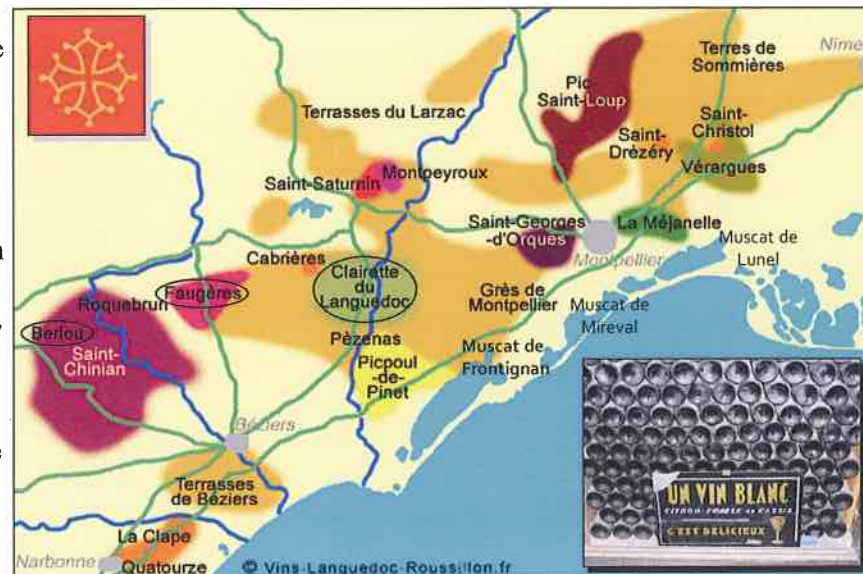 Nîmes
Terres de
Sommières
Pic
Saint-Loup
Terrasses du Larzac
Saint-
Drézéry
Saint-
Christol
Vérargues
Saint-Saturnin
Montpeyroux
Saint-Georges
-d'Orques
La Méjanelle
Montpellier
Muscat de
Lunel
Cabrières
Clairette
du
Languedoc
Grès de
Montpellier
Muscat de
Mireval
Roquebrun
Faugères
Berlou
Saint-
Chinian
Pèzenas
Picpoul
-de-
Pinet
Muscat de
Frontignan
Béziers
Terrasses
de Béziers
La Clape
Narbonne
Quatourze
© Vins-Languedoc-Roussillon.fr
UN VIN BLANC
C'EST DELICIEUX